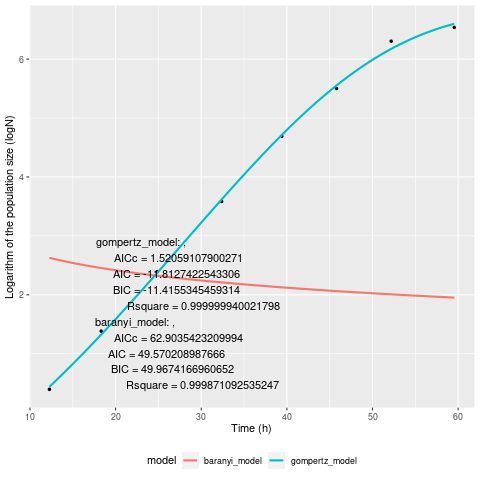 Logarithm of the population size (logN)
6
4
2
gompertz_model: ,
AICc = 1.52059107900271
AIC = -11.8127422543306
BIC = -11.4155345459314
Rsquare = 0.999999940021798
baranyi_model: ,
AICc = 62.9035423209994
AIC = 49.570208987666
BIC = 49.9674166960652
Rsquare = 0.999871092535247
10 20 30 40 50 60
Time (h)
model baranyi_model gompertz_model